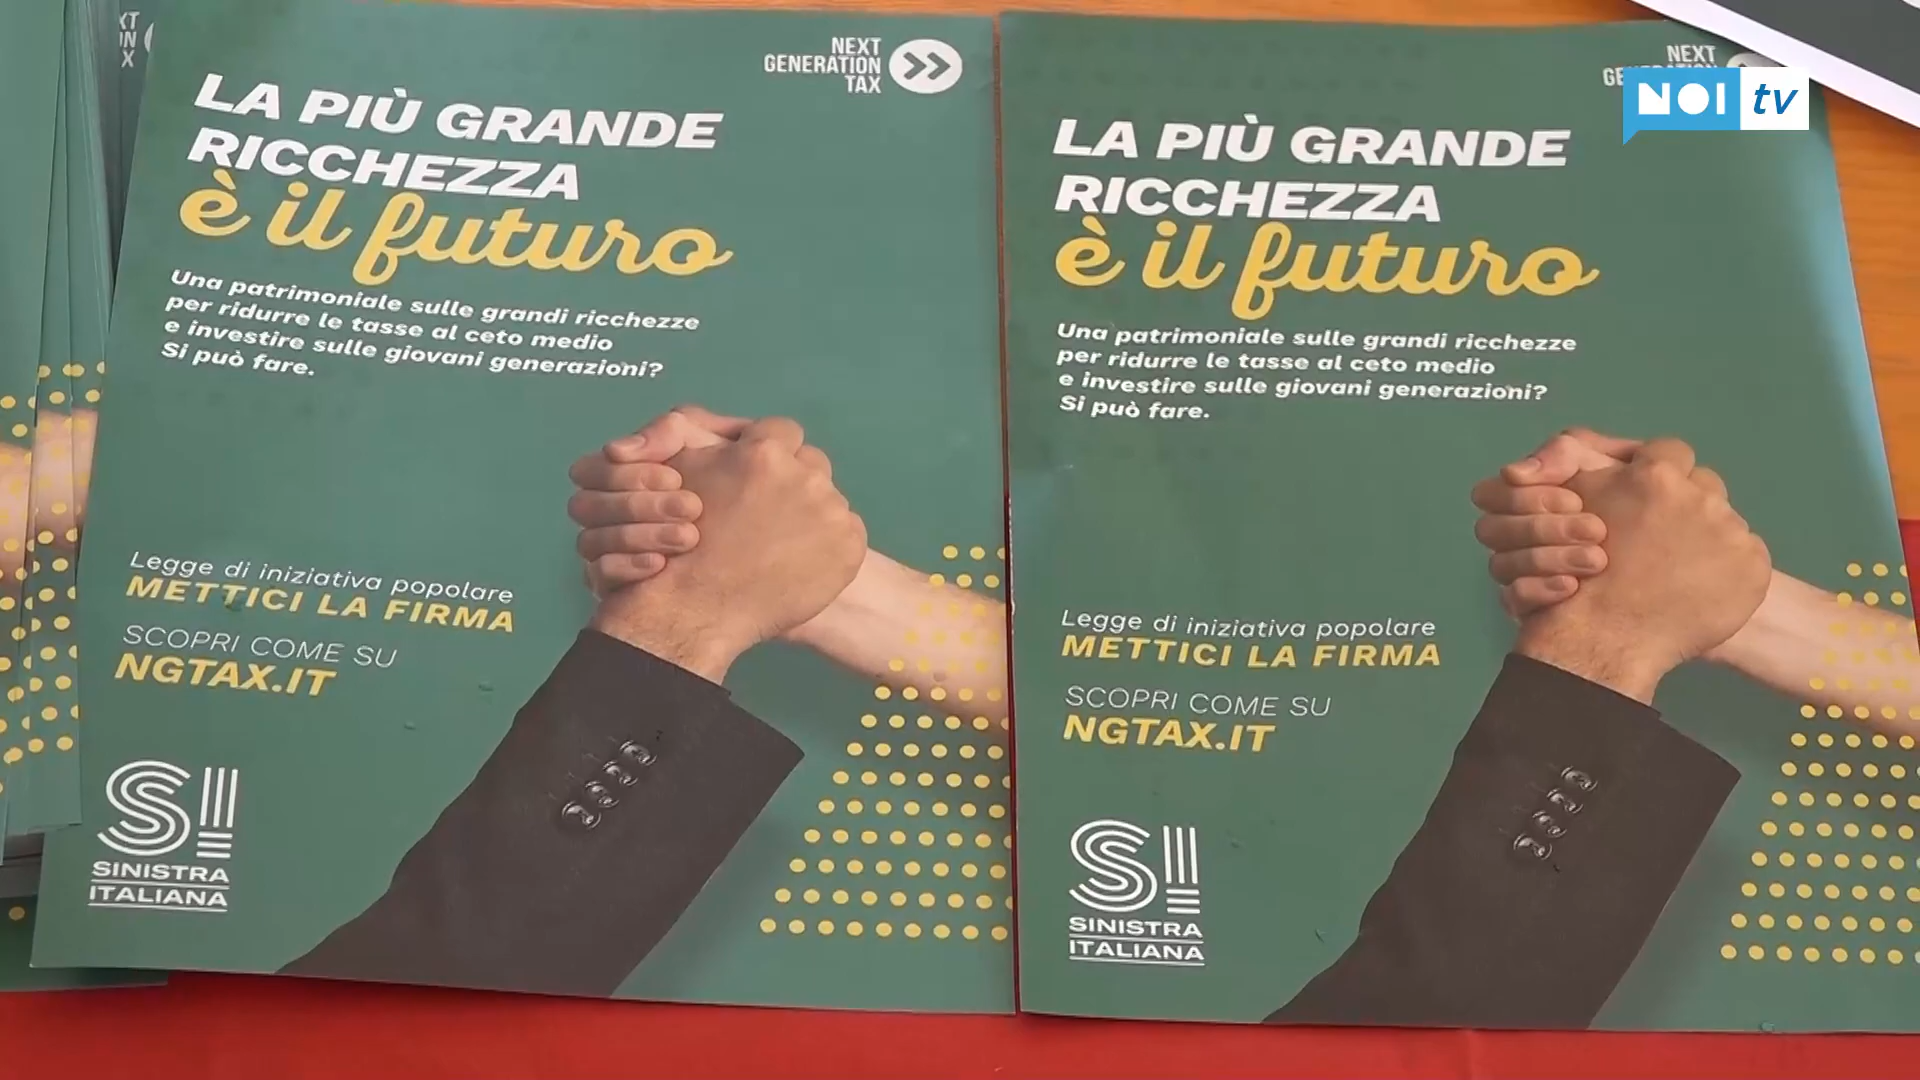 XT
ON
X
NEXT
GENERATION
TAX
LA PIÙ GRANDE
RICCHEZZA
è il futuro
Una patrimoniale sulle grandi ricchezze
per ridurre le tasse al ceto medio
e investire sulle giovani generazioni?
Si può fare.
Legge di iniziativa popolare
METTICI LA FIRMA
SCOPRI COME SU
NGTAX.IT
SI
SINISTRA
ITALIANA
NEXT
NOI tv
LA PIÙ GRANDE
RICCHEZZA
è il futuro
Una patrimoniale sulle grandi ricchezze
per ridurre le tasse al ceto medio
e investire sulle giovani generazioni?
Si può fare.
Legge di iniziativa popolare
METTICI LA FIRMA
SCOPRI COME SU
NGTAX.IT
SI
SINISTRA
ITALIANA